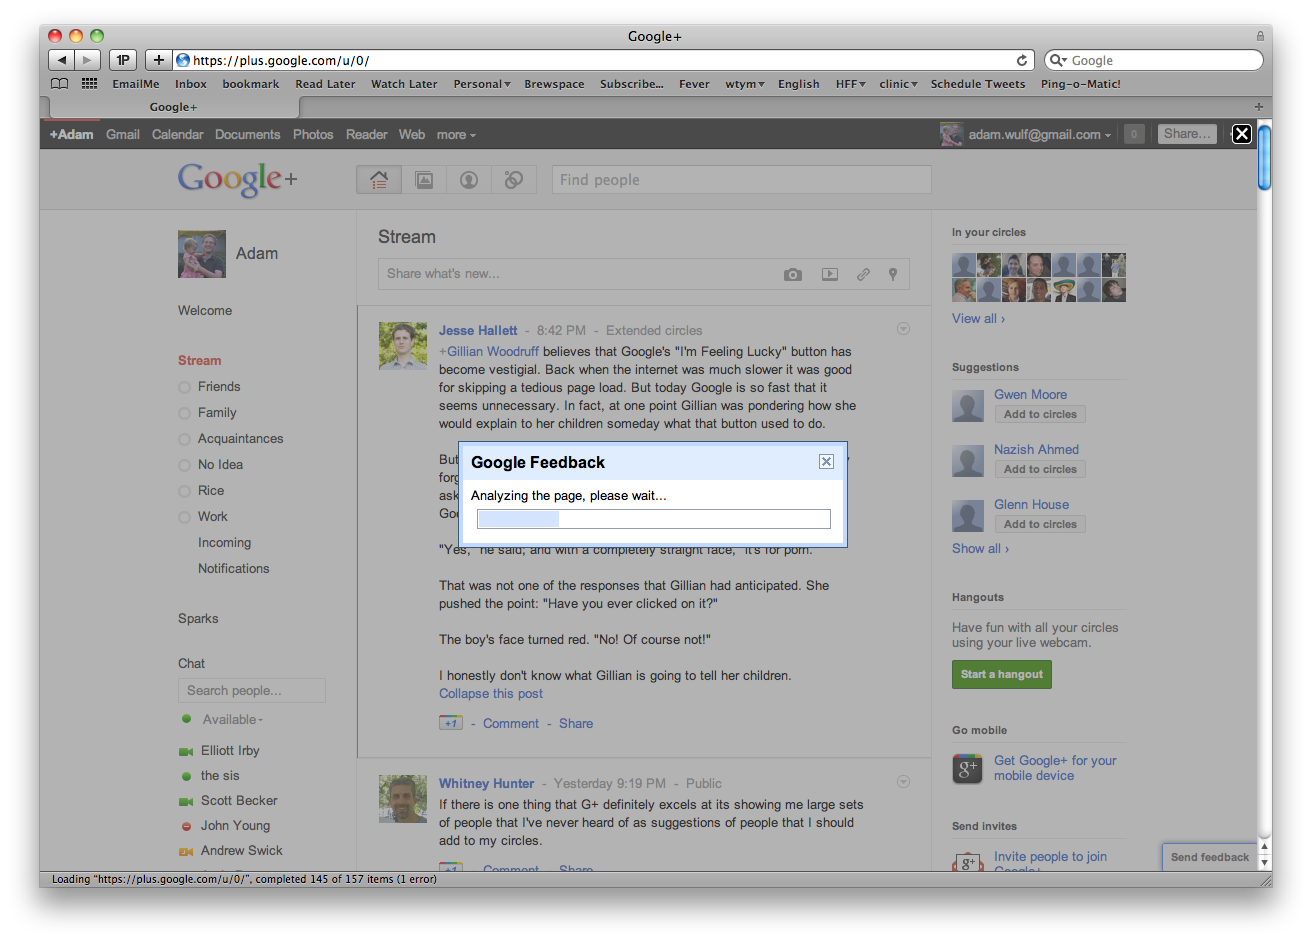 Google+
1P
+
https://plus.google.com/u/0/
Google
EmailMe Inbox bookmark Read Later Watch Later Personal Brewspace Subscribe... Fever wtym English HFF clinic Schedule Tweets Ping-o-Matic!
Google+
+Adam Gmail Calendar Documents Photos Reader Web more
adam.wulf@gmail.com 0 Share...
Google+
Find people
Adam
Welcome
Stream
Friends
Family
Acquaintances
No Idea
Rice
Work
Incoming
Notifications
Sparks
Chat
Search people...
Available
Elliott Irby
the sis
Scott Becker
John Young
Andrew Swick
Stream
Share what's new...
Jesse Hallett - 8:42 PM - Extended circles
+Gillian Woodruff believes that Google's "I'm Feeling Lucky" button has
become vestigial. Back when the internet was much slower it was good
for skipping a tedious page load. But today Google is so fast that it
seems unnecessary. In fact, at one point Gillian was pondering how she
would explain to her children someday what that button used to do.
Google Feedback
Analyzing the page, please wait...
"Yes," he said; and with a completely straight face, "it's for porn."
That was not one of the responses that Gillian had anticipated. She
pushed the point: "Have you ever clicked on it?"
The boy's face turned red. "No! Of course not!"
I honestly don't know what Gillian is going to tell her children.
Collapse this post
+1 - Comment - Share
Whitney Hunter - Yesterday 9:19 PM - Public
If there is one thing that G+ definitely excels at its showing me large sets
of people that I've never heard of as suggestions of people that I should
add to my circles.
+1 - Comment - Share
In your circles
View all ›
Suggestions
Gwen Moore
Add to circles
Nazish Ahmed
Add to circles
Glenn House
Add to circles
Show all ›
Hangouts
Have fun with all your circles
using your live webcam.
Start a hangout
Go mobile
g+
Get Google+ for your
mobile device
Send invites
g+
Invite people to join
Google+
Send feedback
Loading "https://plus.google.com/u/0/", completed 145 of 157 items (1 error)